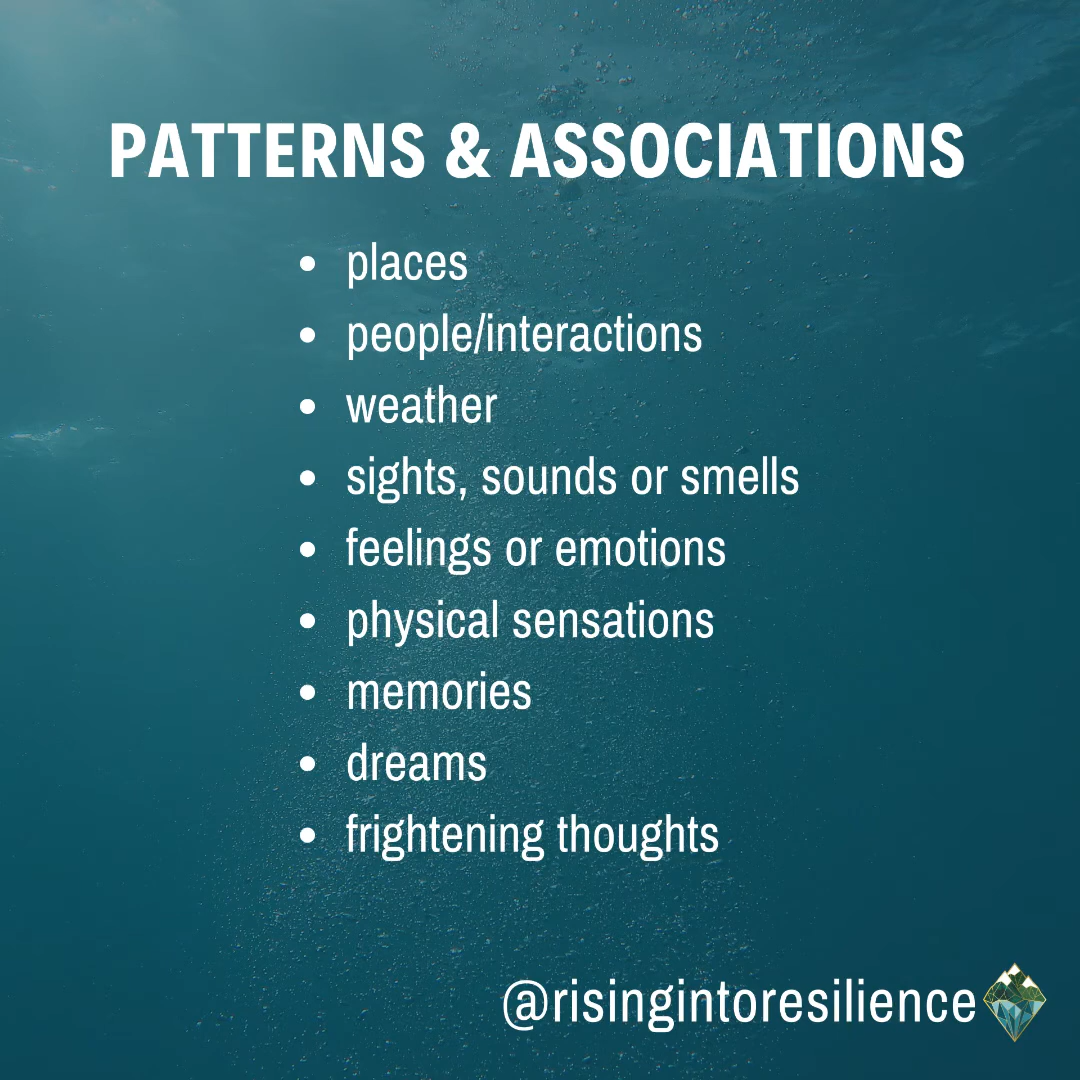 PATTERNS & ASSOCIATIONS
• places
• people/interactions
• weather
• sights, sounds or smells
• feelings or emotions
• physical sensations
• memories
• dreams
• frightening thoughts
@risingintoresilience